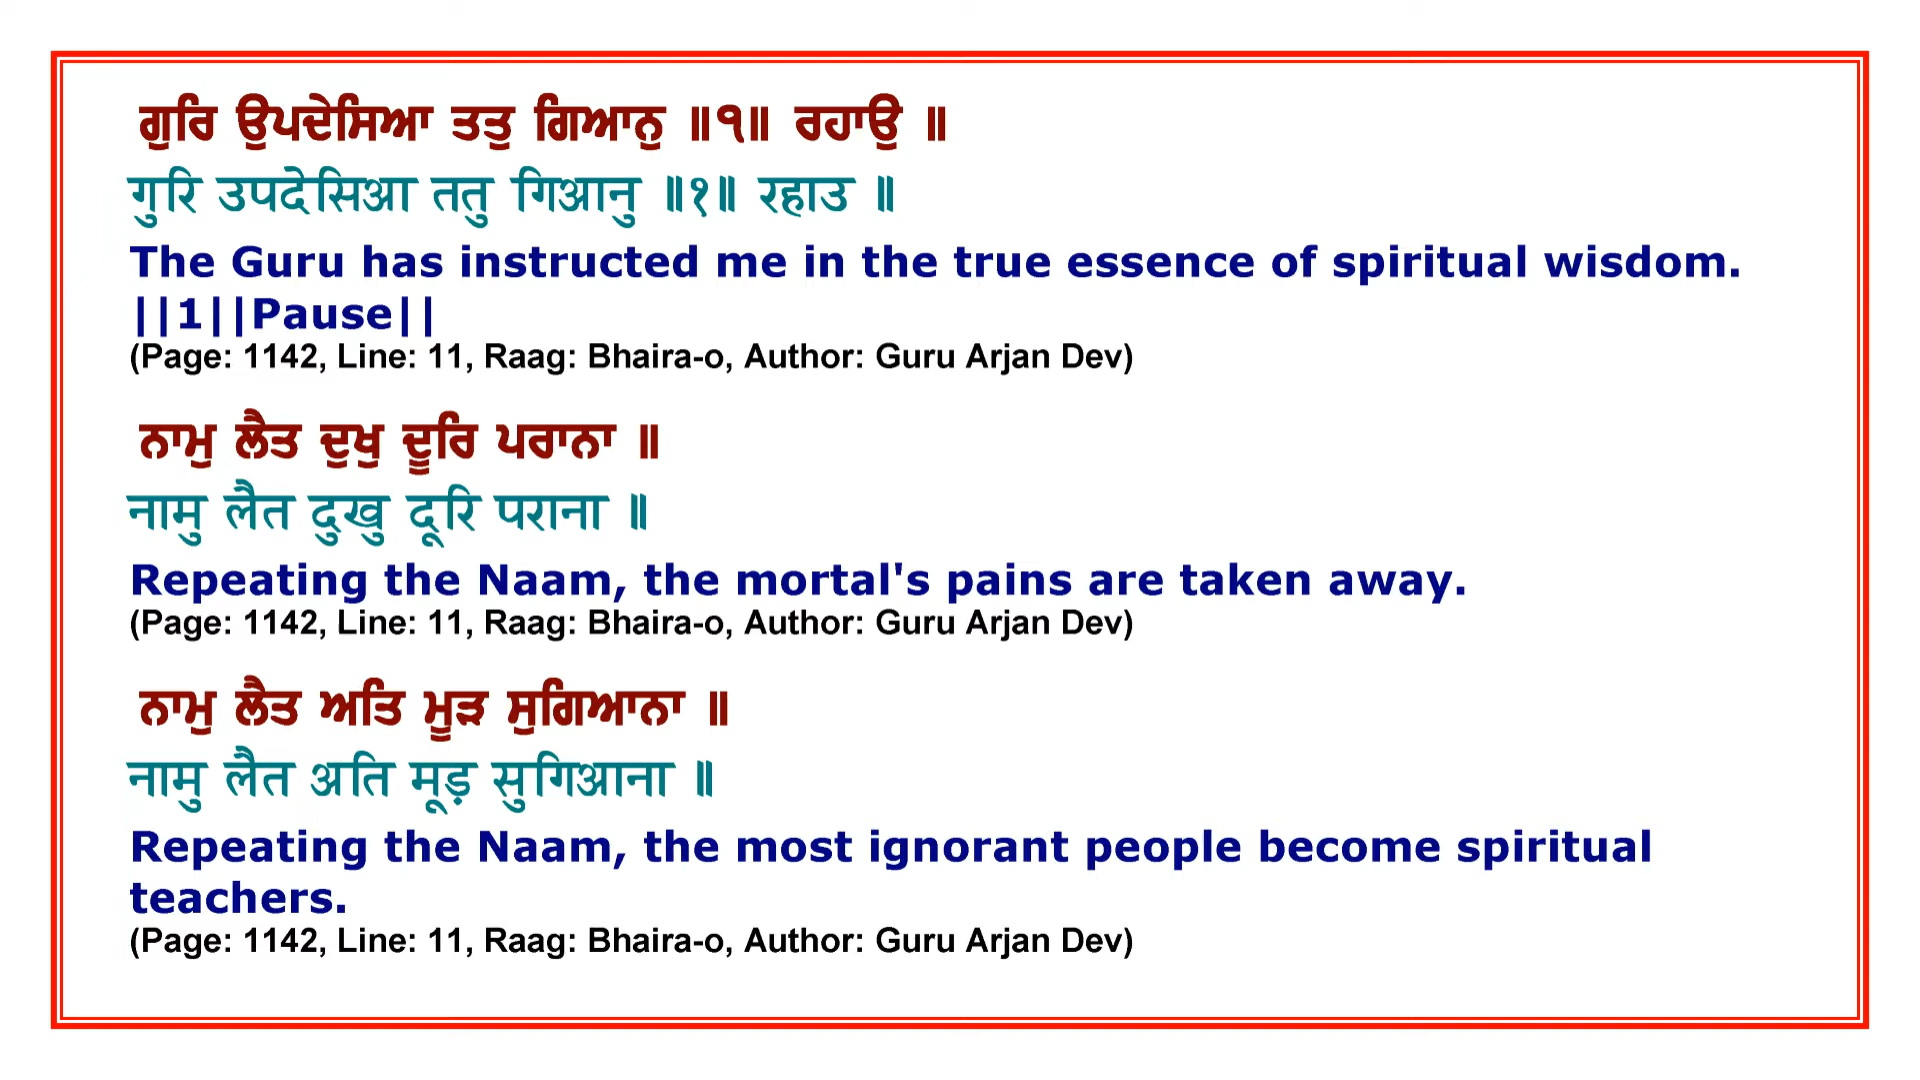 ਗੁਰਿ ਉਪਦੇਸਿਆ ਤਤੁ ਗਿਆਨੁ ॥੧॥ ਰਹਾਉ ॥
गुरि उपदेसिआ ततु गिआनु ॥१॥ रहाउ ॥
The Guru has instructed me in the true essence of spiritual wisdom.
||1||Pause||
(Page: 1142, Line: 11, Raag: Bhaira-o, Author: Guru Arjan Dev)
ਨਾਮੁ ਲੈਤ ਦੁਖੁ ਦੂਰਿ ਪਰਾਨਾ ॥
नामु लैत दुखु दूरि पराना ॥
Repeating the Naam, the mortal's pains are taken away.
(Page: 1142, Line: 11, Raag: Bhaira-o, Author: Guru Arjan Dev)
ਨਾਮੁ ਲੈਤ ਅਤਿ ਮੂੜ ਸੁਗਿਆਨਾ ॥
नामु लैत अति मूड़ सुगिआना ॥
Repeating the Naam, the most ignorant people become spiritual
teachers.
(Page: 1142, Line: 11, Raag: Bhaira-o, Author: Guru Arjan Dev)